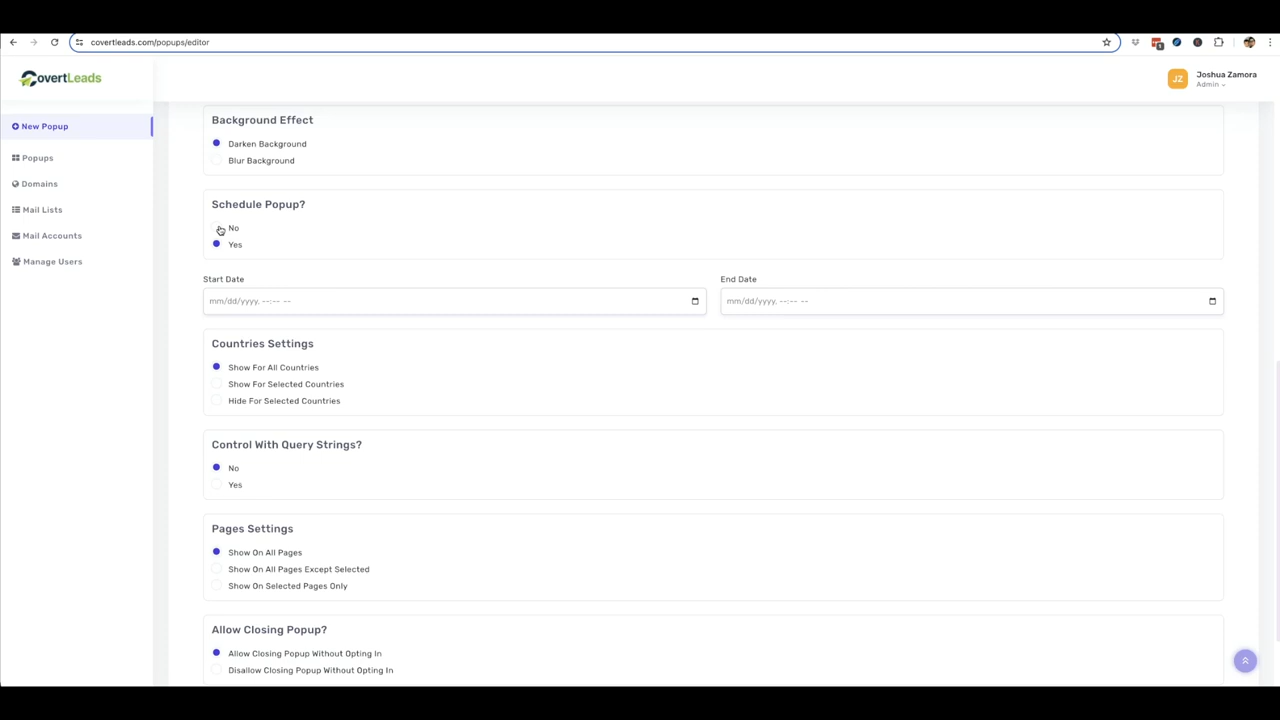 covertleads.com/popups/editor
CovertLeads
JZ
Joshua Zamora
Admin
New Popup
Popups
Domains
Mail Lists
Mail Accounts
Manage Users
Background Effect
Darken Background
Blur Background
Schedule Popup?
No
Yes
Start Date
End Date
mm/dd/yyyy, --:-- --
mm/dd/yyyy, --:-- --
Countries Settings
Show For All Countries
Show For Selected Countries
Hide For Selected Countries
Control With Query Strings?
No
Yes
Pages Settings
Show On All Pages
Show On All Pages Except Selected
Show On Selected Pages Only
Allow Closing Popup?
Allow Closing Popup Without Opting In
Disallow Closing Popup Without Opting In